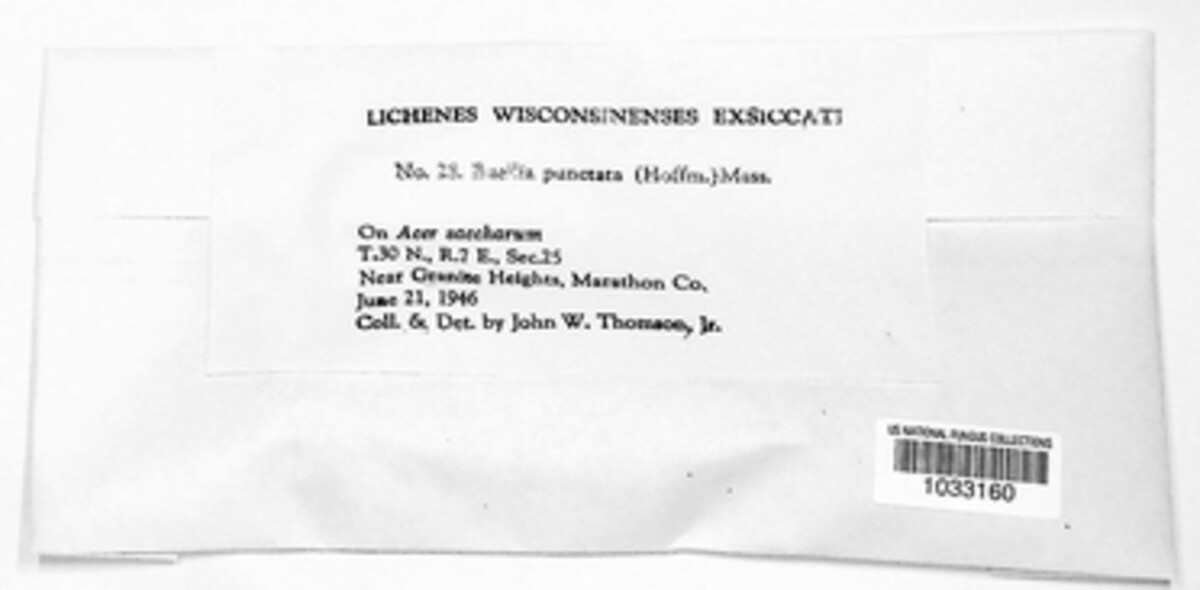 LICHENES WISCONSINENSES EXSICCATI
No. 28. Buellia punctata (Hoffm.) Mass.
On Acer saccharum
T.30 N., R.7 E., Sec.25
Near Granite Heights, Marathon Co.
June 21, 1946
Coll. & Det. by John W. Thomson, Jr.
US NATIONAL FUNGUS COLLECTIONS
1033160